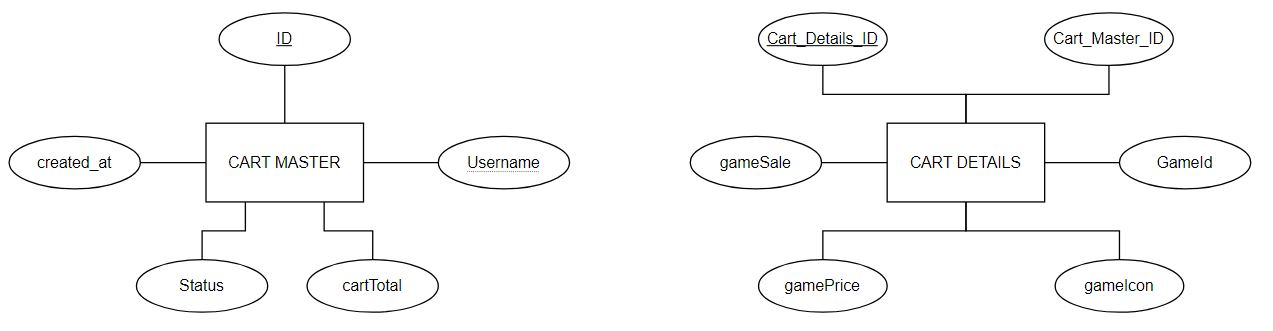 ID
Cart_Details_ID
Cart_Master_ID
created_at
CART MASTER
Username
gameSale
CART DETAILS
GameId
Status
cartTotal
gamePrice
gameIcon